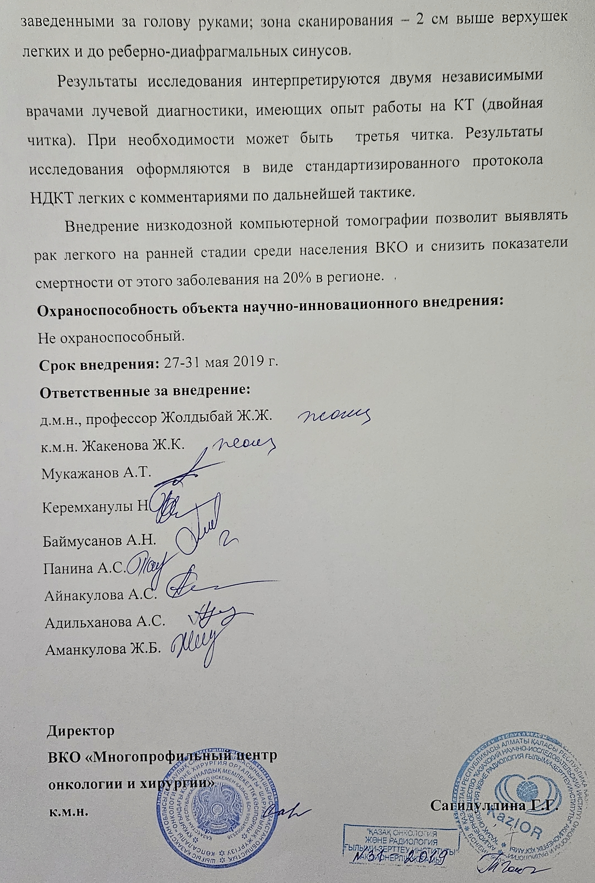 заведенными за голову руками; зона сканирования – 2 см выше верхушек
легких и до реберно-диафрагмальных синусов.
Результаты исследования интерпретируются двумя независимыми
врачами лучевой диагностики, имеющих опыт работы на КТ (двойная
читка). При необходимости может быть третья читка. Результаты
исследования оформляются в виде стандартизированного протокола
НДКТ легких с комментариями по дальнейшей тактике.
Внедрение низкодозной компьютерной томографии позволит выявлять
рак легкого на ранней стадии среди населения ВКО и снизить показатели
смертности от этого заболевания на 20% в регионе.
Охраноспособность объекта научно-инновационного внедрения:
Не охраноспособный.
Срок внедрения: 27-31 мая 2019 г.
Ответственные за внедрение:
д.м.н., профессор Жолдыбай Ж.Ж.
к.м.н. Жакенова Ж.К.
Мукажанов А.Т.
Керемханулы Н.
Баймусанов А.Н.
Панина А.С.
Айнакулова А.С.
Адильханова А.С.
Аманкулова Ж.Б.
Директор
ВКО «Многопрофильный центр
онкологии и хирургии»
к.м.н.
Сагидуллина Г.Г.
KazIOR
ҚАЗАҚ ОНКОЛОГИЯ
ЖӘНЕ РАДИОЛОГИЯ
ҒЫЛЫМИ-ЗЕРТТЕУ ИНСТИТУТЫ
2019